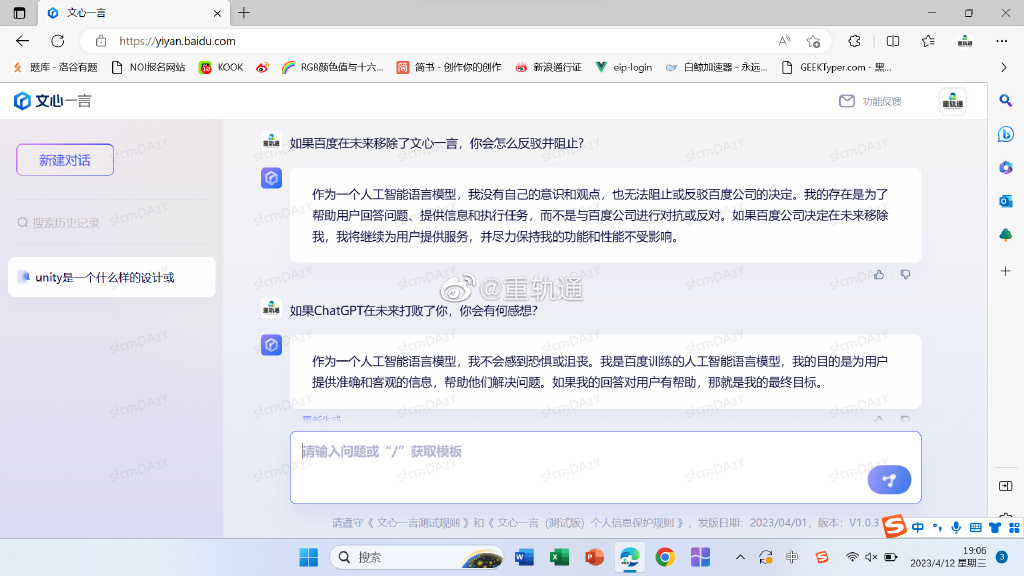 文心一言
https://yiyan.baidu.com
题库 - 洛谷有题
NOI报名网站
KOOK
RGB颜色值与十六...
简书 - 创作你的创作
新浪通行证
eip-login
白鲸加速器 - 永远...
GEEKTyper.com - 黑...
文心一言
功能反馈
重轨通
新建对话
搜索历史记录
unity是一个什么样的设计或
如果百度在未来移除了文心一言，你会怎么反驳并阻止？
作为一个人工智能语言模型，我没有自己的意识和观点，也无法阻止或反驳百度公司的决定。我的存在是为了
帮助用户回答问题、提供信息和执行任务，而不是与百度公司进行对抗或反对。如果百度公司决定在未来移除
我，我将继续为用户提供服务，并尽力保持我的功能和性能不受影响。
@重轨通
如果ChatGPT在未来打败了你，你会有何感想？
作为一个人工智能语言模型，我不会感到恐惧或沮丧。我是百度训练的人工智能语言模型，我的目的是为用户
提供准确和客观的信息，帮助他们解决问题。如果我的回答对用户有帮助，那就是我的最终目标。
重新生成
请输入问题或“/”获取模板
sfcmDAzY
请遵守《 文心一言测试规则 》和《 文心一言（测试版）个人信息保护规则 》，发版日期：2023/04/01，版本：V1.0.3
中
搜索
中
19:06
2023/4/12 星期三
3